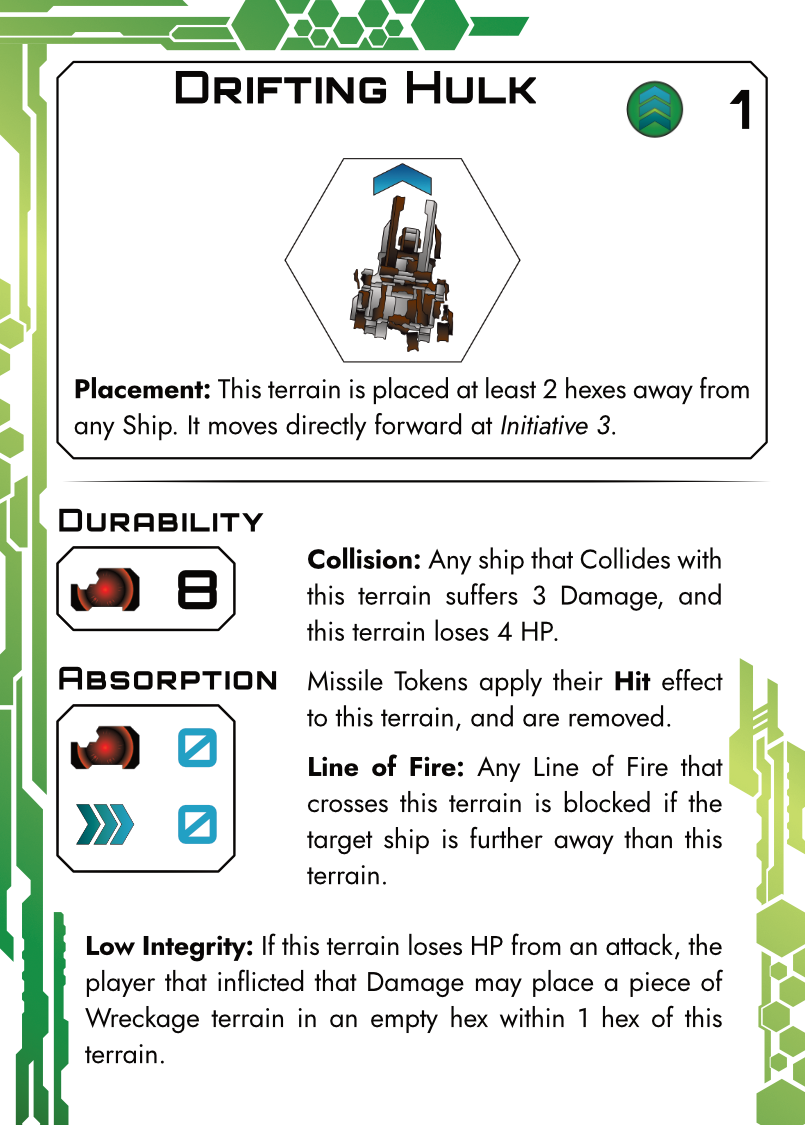 Drifting Hulk
1
Placement: This terrain is placed at least 2 hexes away from
any Ship. It moves directly forward at Initiative 3.
Durability
8
Collision: Any ship that Collides with
this terrain suffers 3 Damage, and
this terrain loses 4 HP.
Absorption
0
0
Missile Tokens apply their Hit effect
to this terrain, and are removed.
Line of Fire: Any Line of Fire that
crosses this terrain is blocked if the
target ship is further away than this
terrain.
Low Integrity: If this terrain loses HP from an attack, the
player that inflicted that Damage may place a piece of
Wreckage terrain in an empty hex within 1 hex of this
terrain.